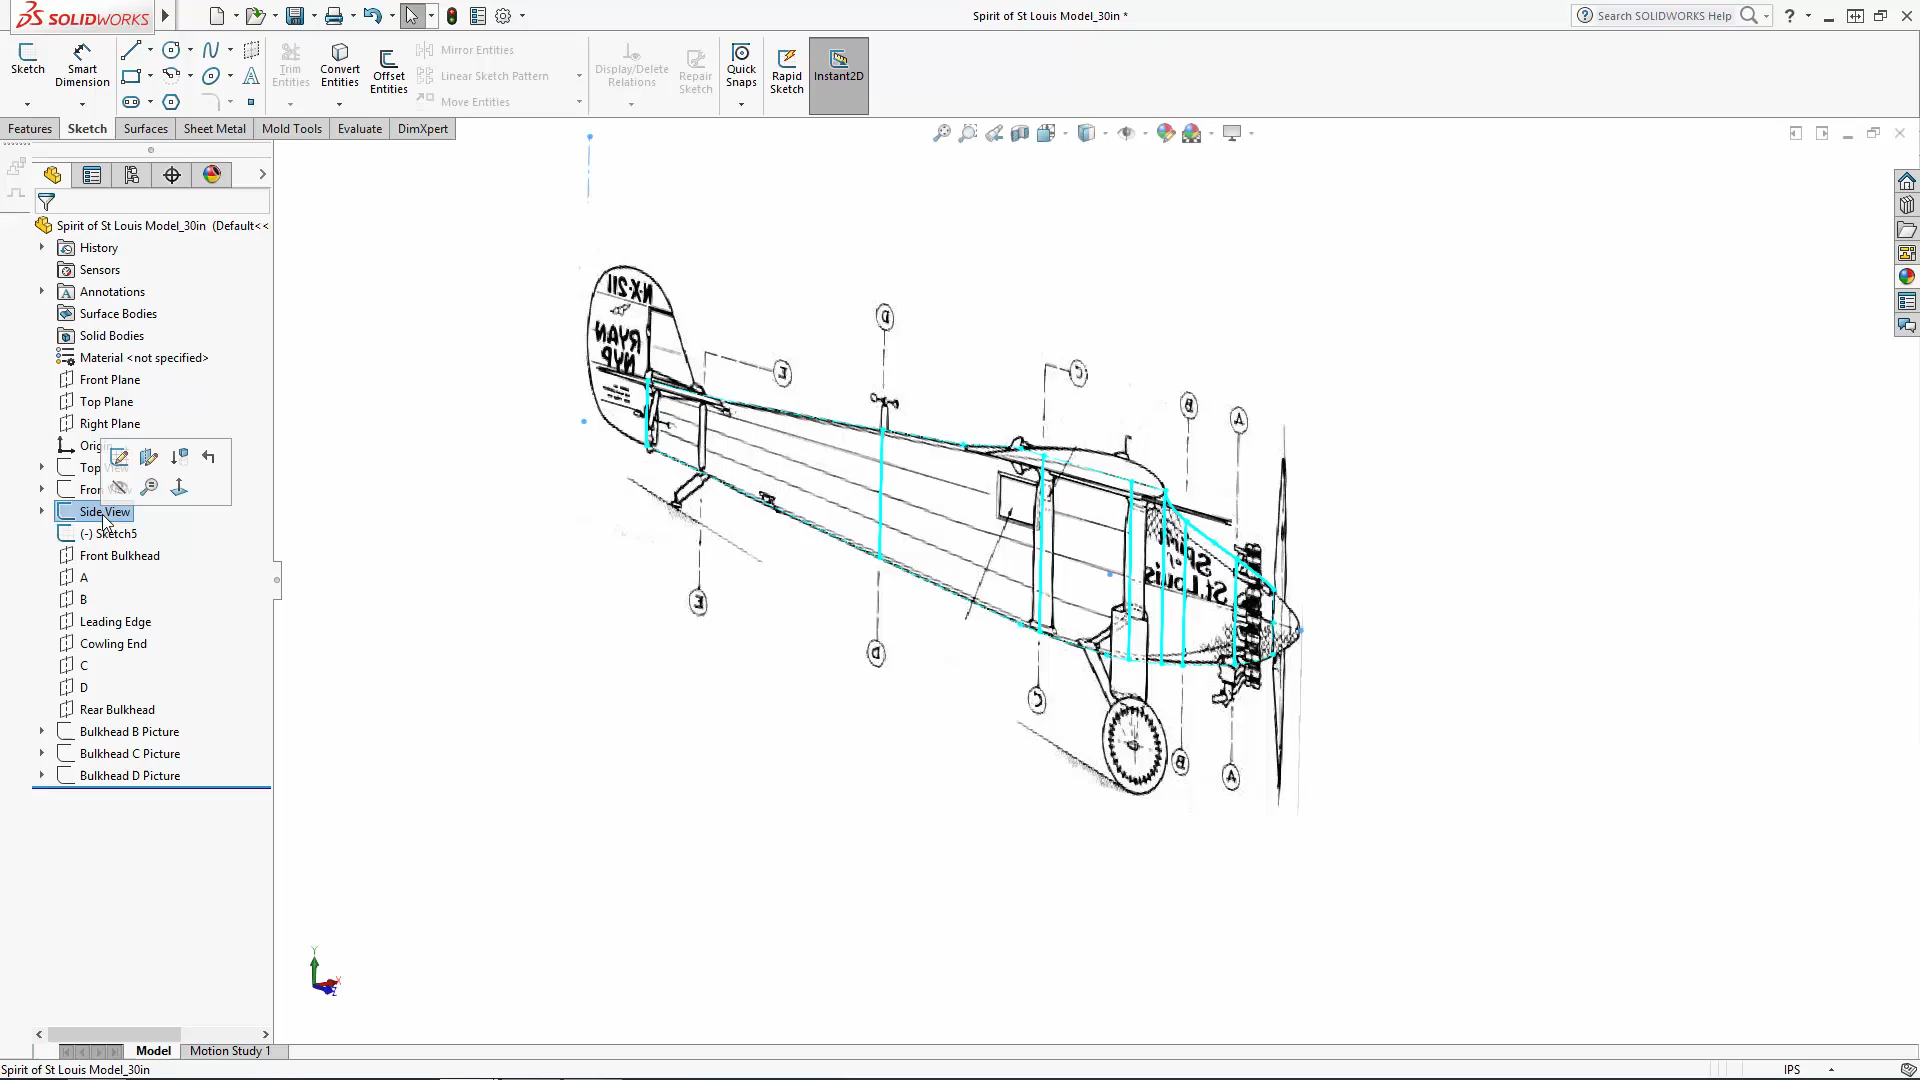 SOLIDWORKS
Spirit of St Louis Model_30in *
Search SOLIDWORKS Help
Sketch
Smart
Dimension
Trim
Entities
Convert
Entities
Offset
Entities
Mirror Entities
Linear Sketch Pattern
Move Entities
Display/Delete
Relations
Repair
Sketch
Quick
Snaps
Rapid
Sketch
Instant2D
Features
Sketch
Surfaces
Sheet Metal
Mold Tools
Evaluate
DimXpert
Spirit of St Louis Model_30in (Default<<
History
Sensors
Annotations
Surface Bodies
Solid Bodies
Material <not specified>
Front Plane
Top Plane
Right Plane
Side View
(-) Sketch5
Front Bulkhead
A
B
Leading Edge
Cowling End
C
D
Rear Bulkhead
Bulkhead B Picture
Bulkhead C Picture
Bulkhead D Picture
N-X-211
RYAN
NYP
E
D
C
B
A
Spirit
of
St.Louis
E
D
C
B
A
Y
X
Z
Model
Motion Study 1
Spirit of St Louis Model_30in
IPS